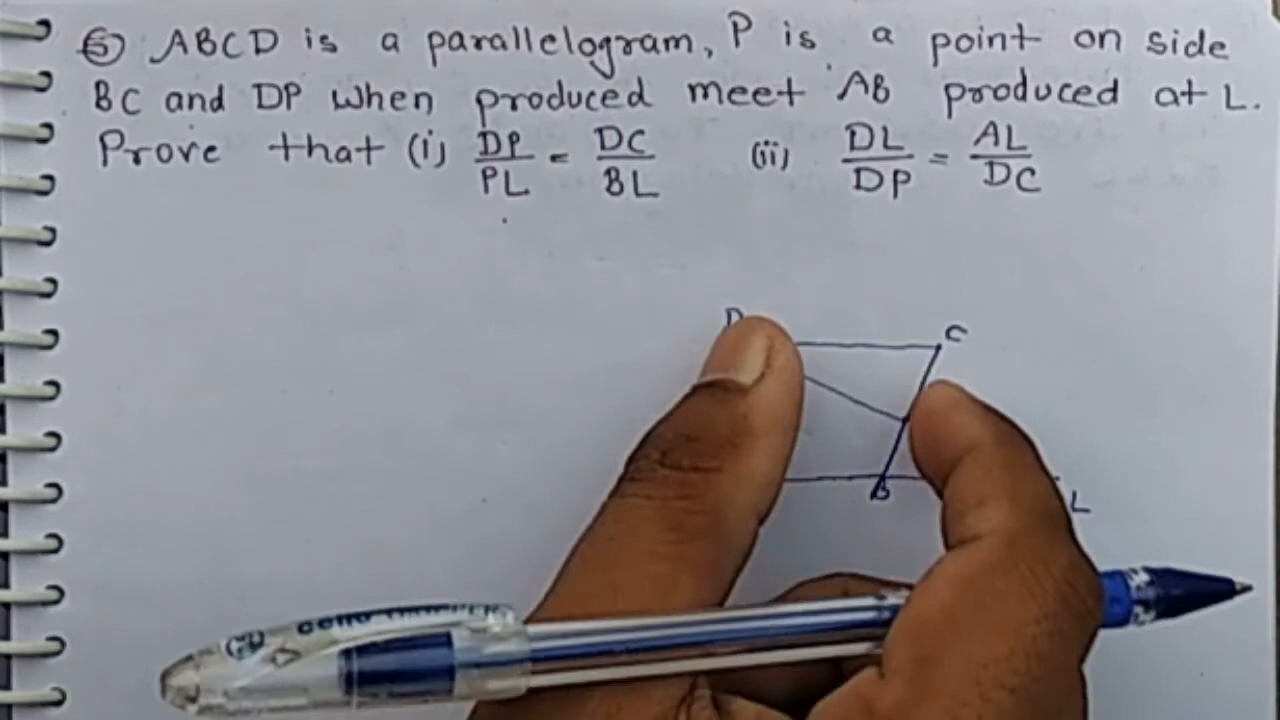 ⑤ ABCD is a parallelogram, P is a point on side
BC and DP when produced meet AB produced at L.
Prove that (i) DP/PL = DC/BL (ii) DL/DP = AL/DC
D
C
B
L